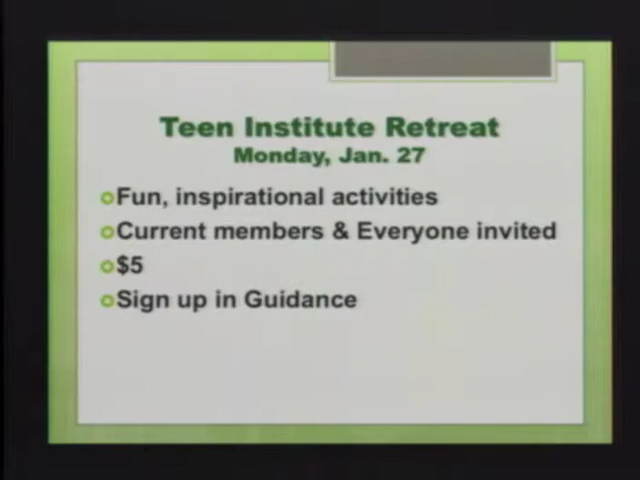 Teen Institute Retreat
Monday, Jan. 27
Fun, inspirational activities
Current members & Everyone invited
$5
Sign up in Guidance